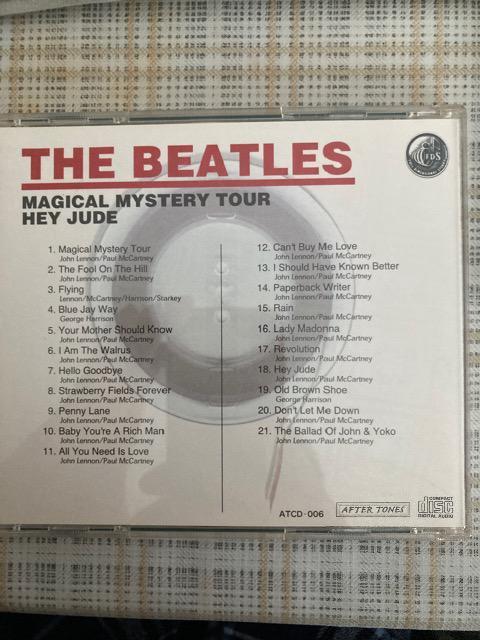 THE BEATLES
MAGICAL MYSTERY TOUR
HEY JUDE
1. Magical Mystery Tour
John Lennon/Paul McCartney
2. The Fool On The Hill
John Lennon/Paul McCartney
3. Flying
Lennon/McCartney/Harrison/Starkey
4. Blue Jay Way
George Harrison
5. Your Mother Should Know
John Lennon/Paul McCartney
6. I Am The Walrus
John Lennon/Paul McCartney
7. Hello Goodbye
John Lennon/Paul McCartney
8. Strawberry Fields Forever
John Lennon/Paul McCartney
9. Penny Lane
John Lennon/Paul McCartney
10. Baby You're A Rich Man
John Lennon/Paul McCartney
11. All You Need Is Love
John Lennon/Paul McCartney
12. Can't Buy Me Love
John Lennon/Paul McCartney
13. I Should Have Known Better
John Lennon/Paul McCartney
14. Paperback Writer
John Lennon/Paul McCartney
15. Rain
John Lennon/Paul McCartney
16. Lady Madonna
John Lennon/Paul McCartney
17. Revolution
John Lennon/Paul McCartney
18. Hey Jude
John Lennon/Paul McCartney
19. Old Brown Shoe
George Harrison
20. Don't Let Me Down
John Lennon/Paul McCartney
21. The Ballad Of John & Yoko
John Lennon/Paul McCartney
ATCD-006
AFTER TONES
COMPACT
disc
DIGITAL AUDIO